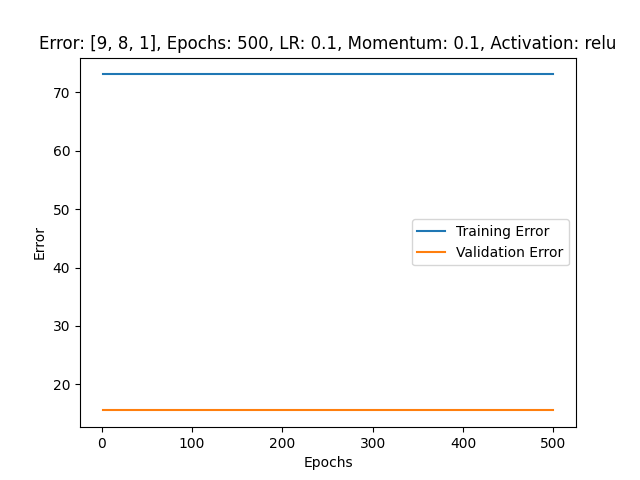 Error: [9, 8, 1], Epochs: 500, LR: 0.1, Momentum: 0.1, Activation: relu
70
60
50
40
30
20
Error
Training Error
Validation Error
0 100 200 300 400 500
Epochs